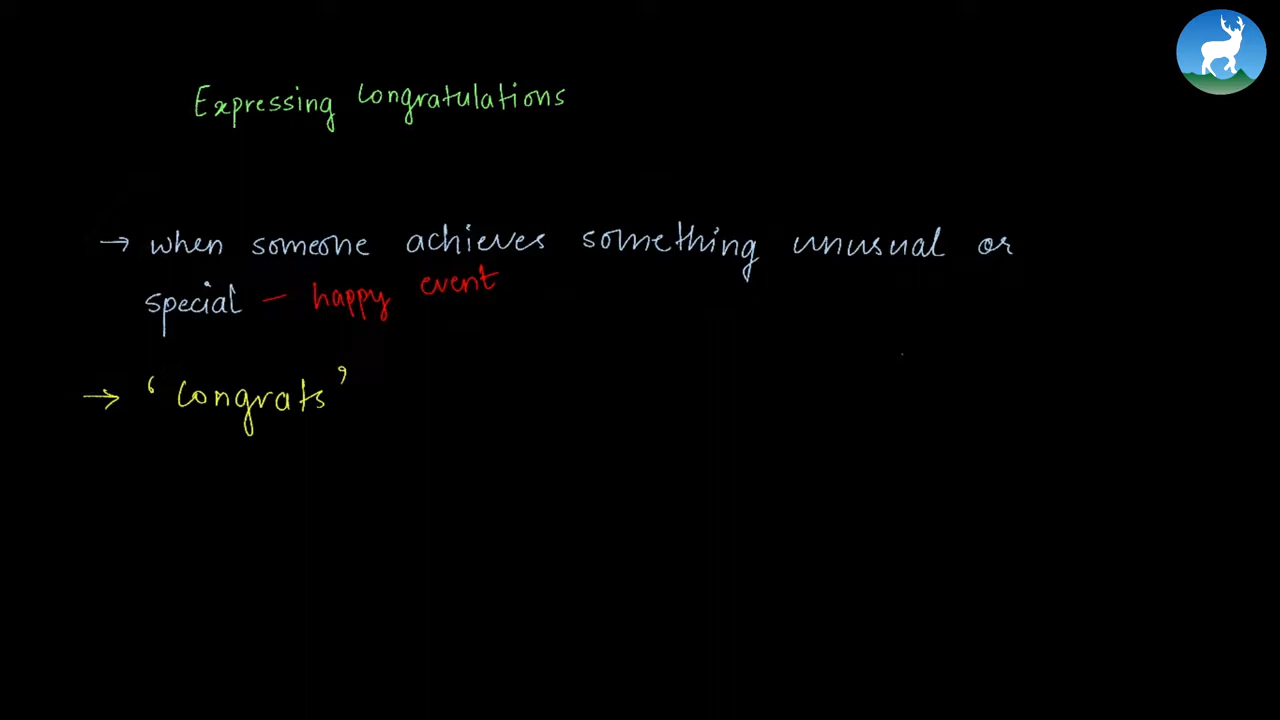 Expressing Congratulations
→ when someone achieves something unusual or
special - happy event
→ 'Congrats'